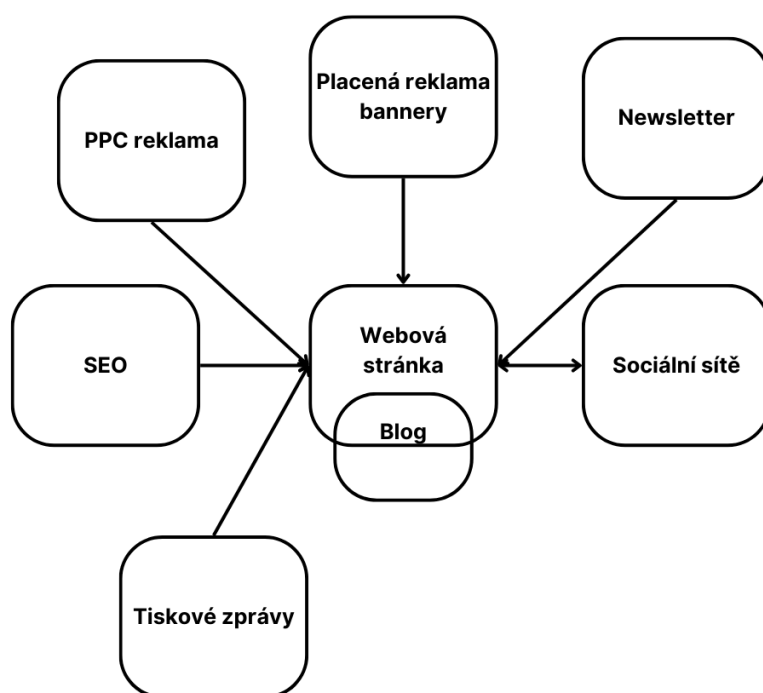 Placená reklama
bannery
PPC reklama
Newsletter
SEO
Webová
stránka
Sociální sítě
Blog
Tiskové zprávy